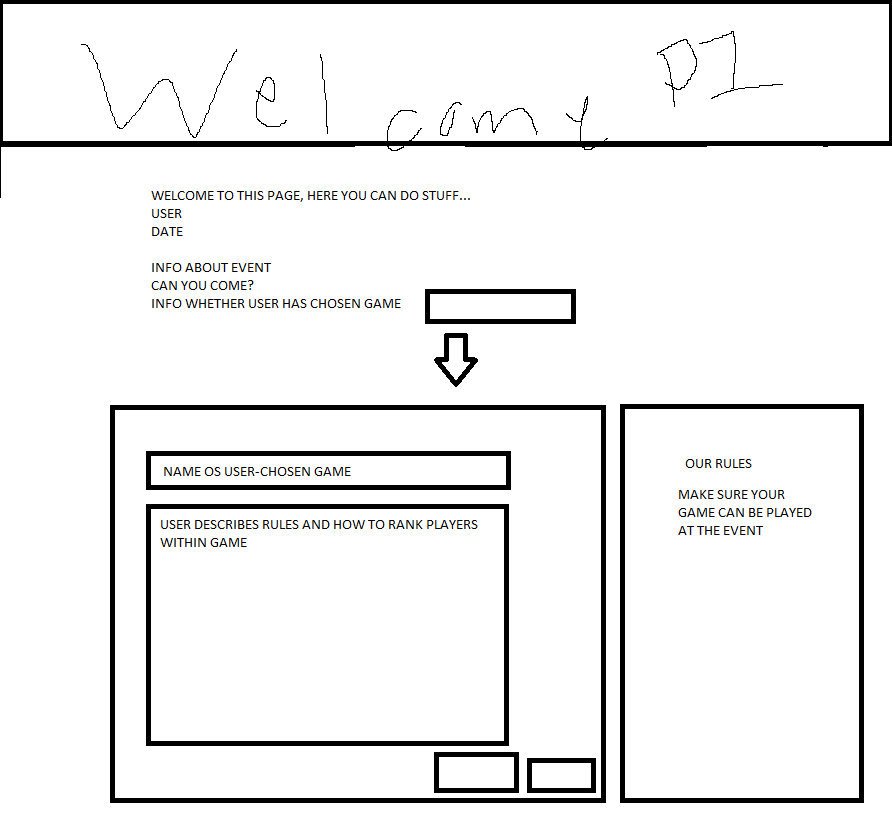 Welcome P1
WELCOME TO THIS PAGE, HERE YOU CAN DO STUFF...
USER
DATE
INFO ABOUT EVENT
CAN YOU COME?
INFO WHETHER USER HAS CHOSEN GAME
NAME OS USER-CHOSEN GAME
USER DESCRIBES RULES AND HOW TO RANK PLAYERS
WITHIN GAME
OUR RULES
MAKE SURE YOUR
GAME CAN BE PLAYED
AT THE EVENT